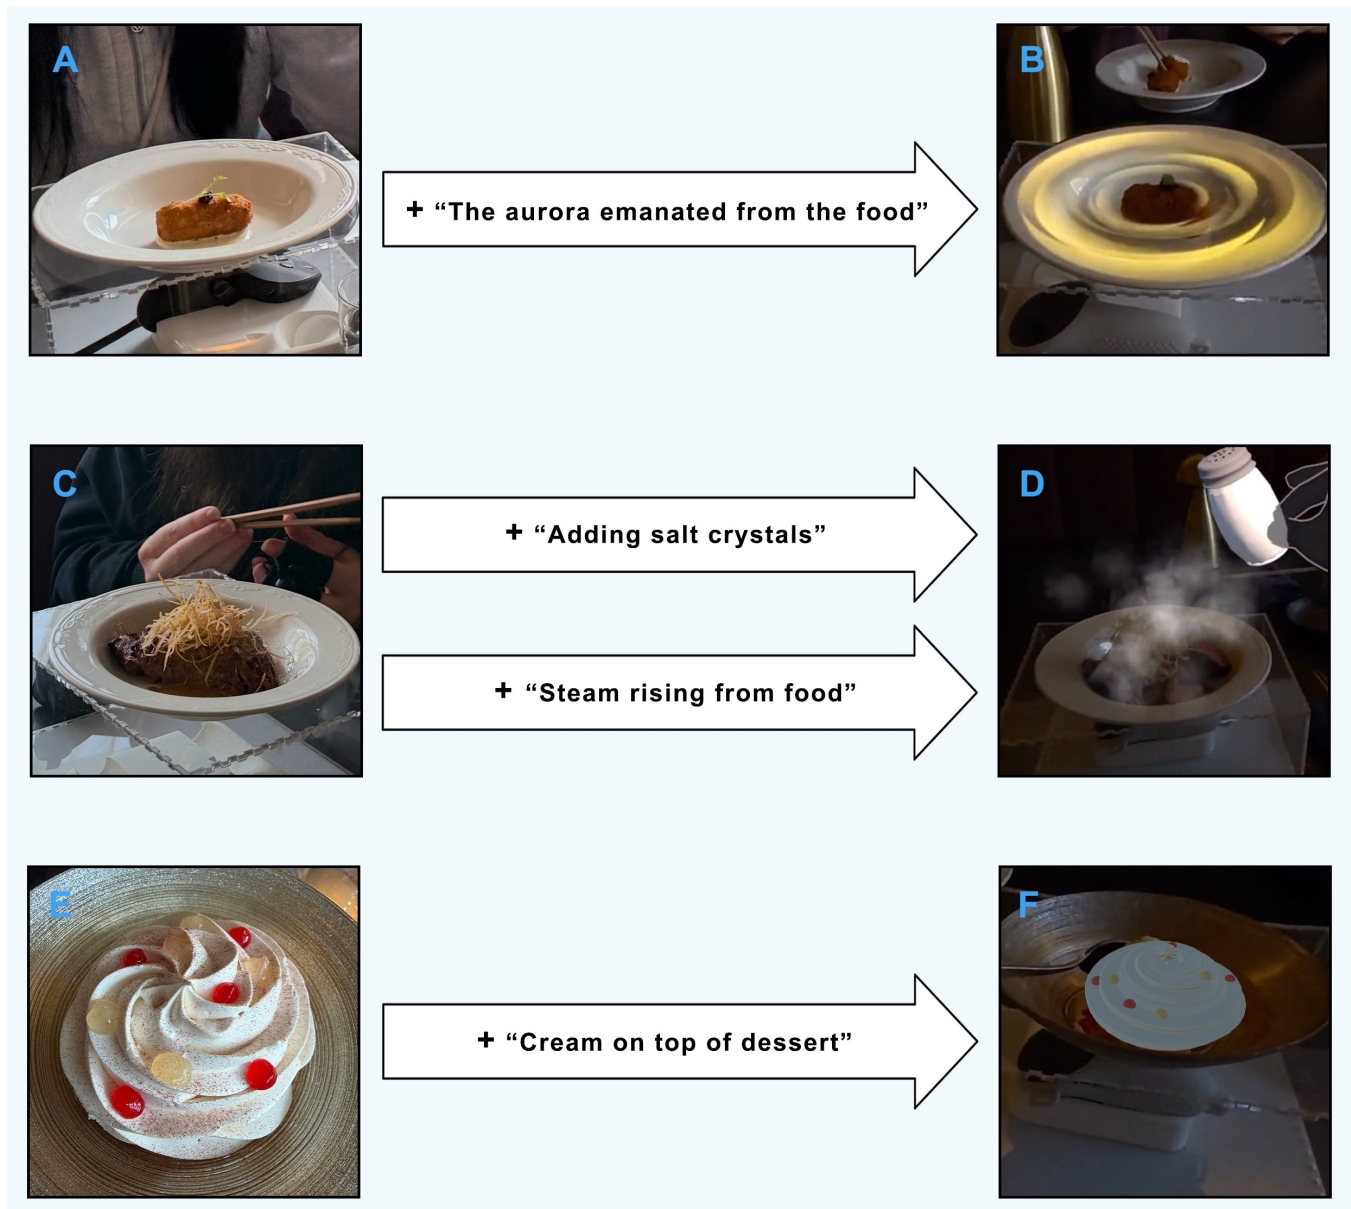 A
B
+ “The aurora emanated from the food”
C
D
+ “Adding salt crystals”
+ “Steam rising from food”
E
F
+ “Cream on top of dessert”